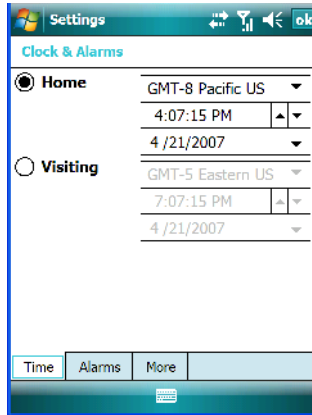 Settings ok
Clock & Alarms
Home GMT-8 Pacific US
4:07:15 PM
4 /21/2007
Visiting GMT-5 Eastern US
7:07:15 PM
4 /21/2007
Time Alarms More